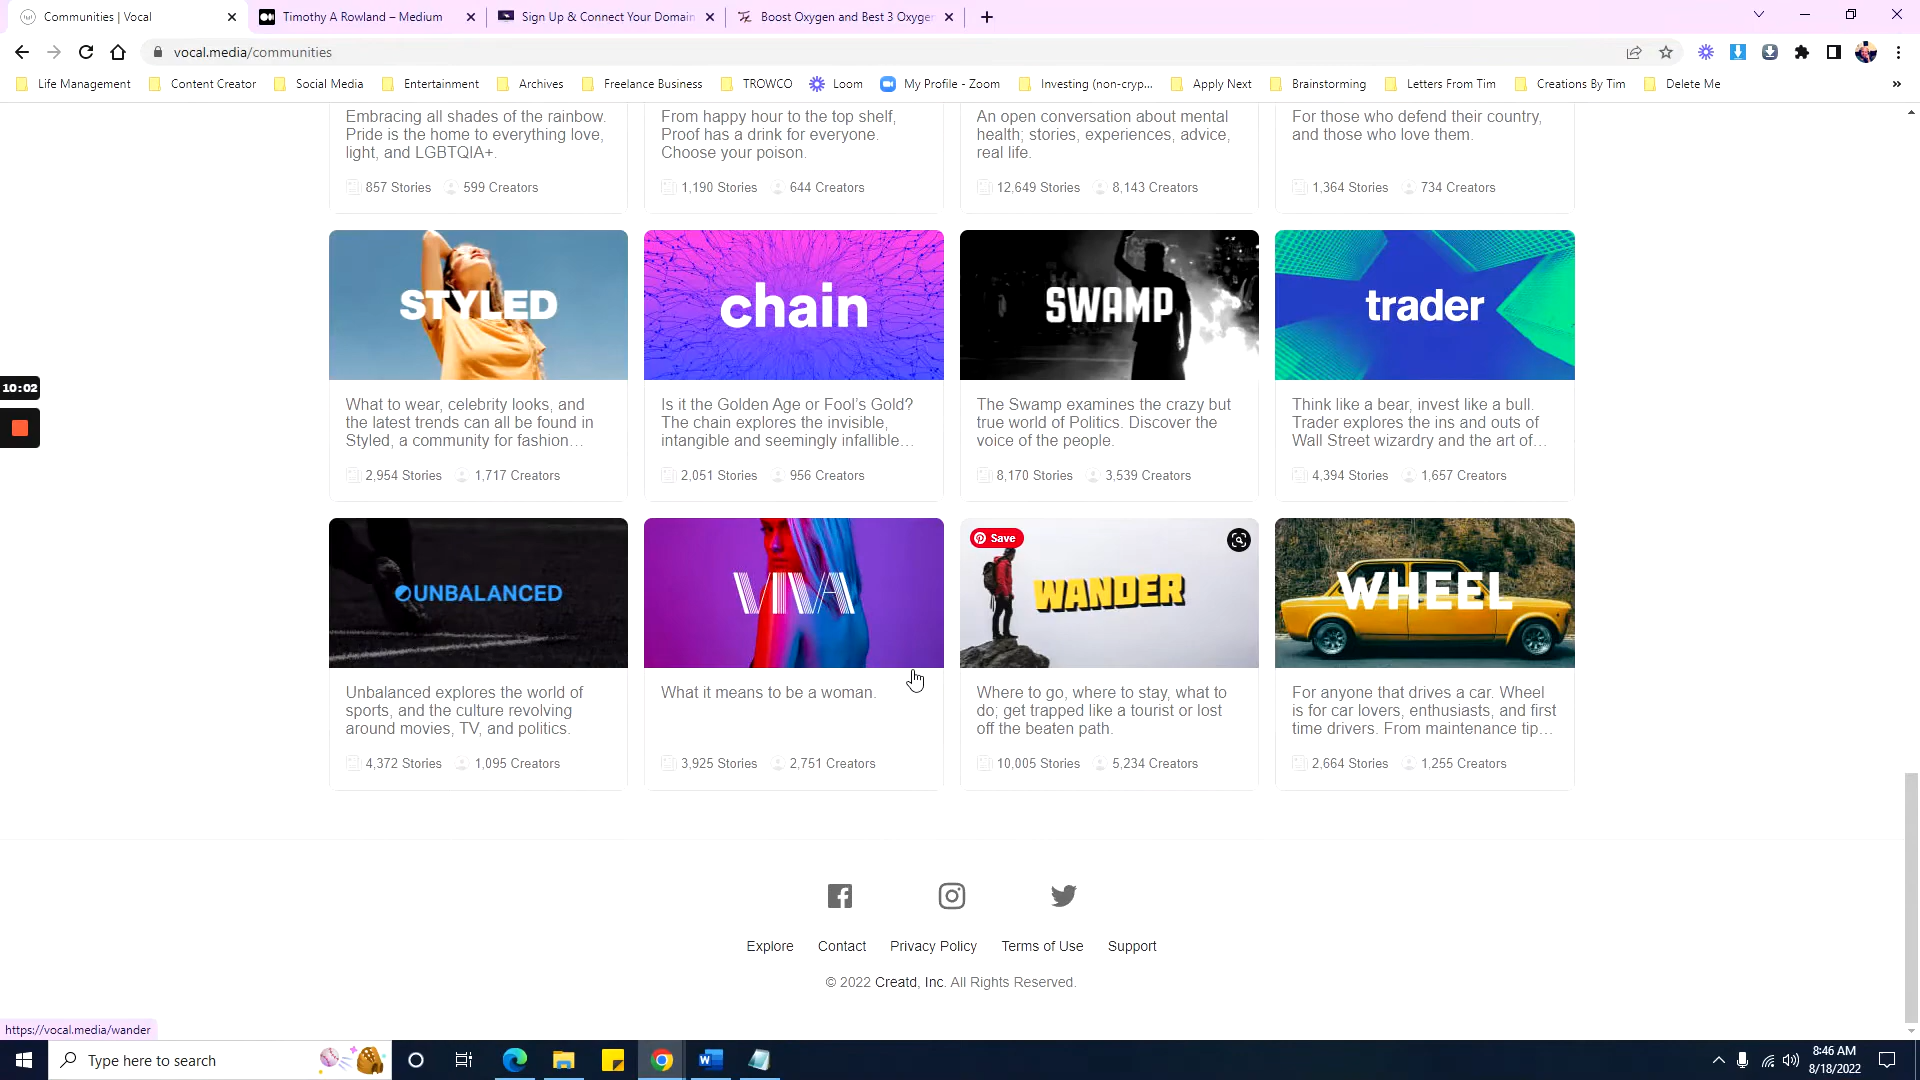 Communities | Vocal
Timothy A Rowland – Medium
Sign Up & Connect Your Domain
Boost Oxygen and Best 3 Oxyger
vocal.media/communities
Life Management
Content Creator
Social Media
Entertainment
Archives
Freelance Business
TROWCO
Loom
My Profile - Zoom
Investing (non-cryp...
Apply Next
Brainstorming
Letters From Tim
Creations By Tim
Delete Me
»
Embracing all shades of the rainbow.
Pride is the home to everything love,
light, and LGBTQIA+.
857 Stories 599 Creators
From happy hour to the top shelf,
Proof has a drink for everyone.
Choose your poison.
1,190 Stories 644 Creators
An open conversation about mental
health; stories, experiences, advice,
real life.
12,649 Stories 8,143 Creators
For those who defend their country,
and those who love them.
1,364 Stories 734 Creators
10:02
STYLED
What to wear, celebrity looks, and
the latest trends can all be found in
Styled, a community for fashion...
2,954 Stories 1,717 Creators
chain
Is it the Golden Age or Fool's Gold?
The chain explores the invisible,
intangible and seemingly infallible...
2,051 Stories 956 Creators
SWAMP
The Swamp examines the crazy but
true world of Politics. Discover the
voice of the people.
8,170 Stories 3,539 Creators
trader
Think like a bear, invest like a bull.
Trader explores the ins and outs of
Wall Street wizardry and the art of...
4,394 Stories 1,657 Creators
UNBALANCED
Unbalanced explores the world of
sports, and the culture revolving
around movies, TV, and politics.
4,372 Stories 1,095 Creators
VIVA
What it means to be a woman.
3,925 Stories 2,751 Creators
Save
WANDER
Where to go, where to stay, what to
do; get trapped like a tourist or lost
off the beaten path.
10,005 Stories 5,234 Creators
WHEEL
For anyone that drives a car. Wheel
is for car lovers, enthusiasts, and first
time drivers. From maintenance tip...
2,664 Stories 1,255 Creators
Explore Contact Privacy Policy Terms of Use Support
© 2022 Creatd, Inc. All Rights Reserved.
https://vocal.media/wander
Type here to search
8:46 AM
8/18/2022